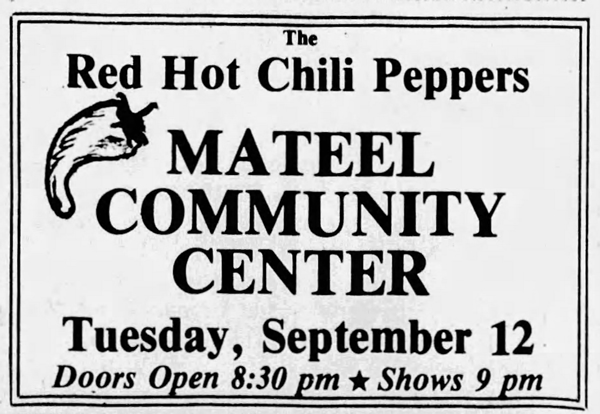 The
Red Hot Chili Peppers
MATEEL
COMMUNITY
CENTER
Tuesday, September 12
Doors Open 8:30 pm ★ Shows 9 pm